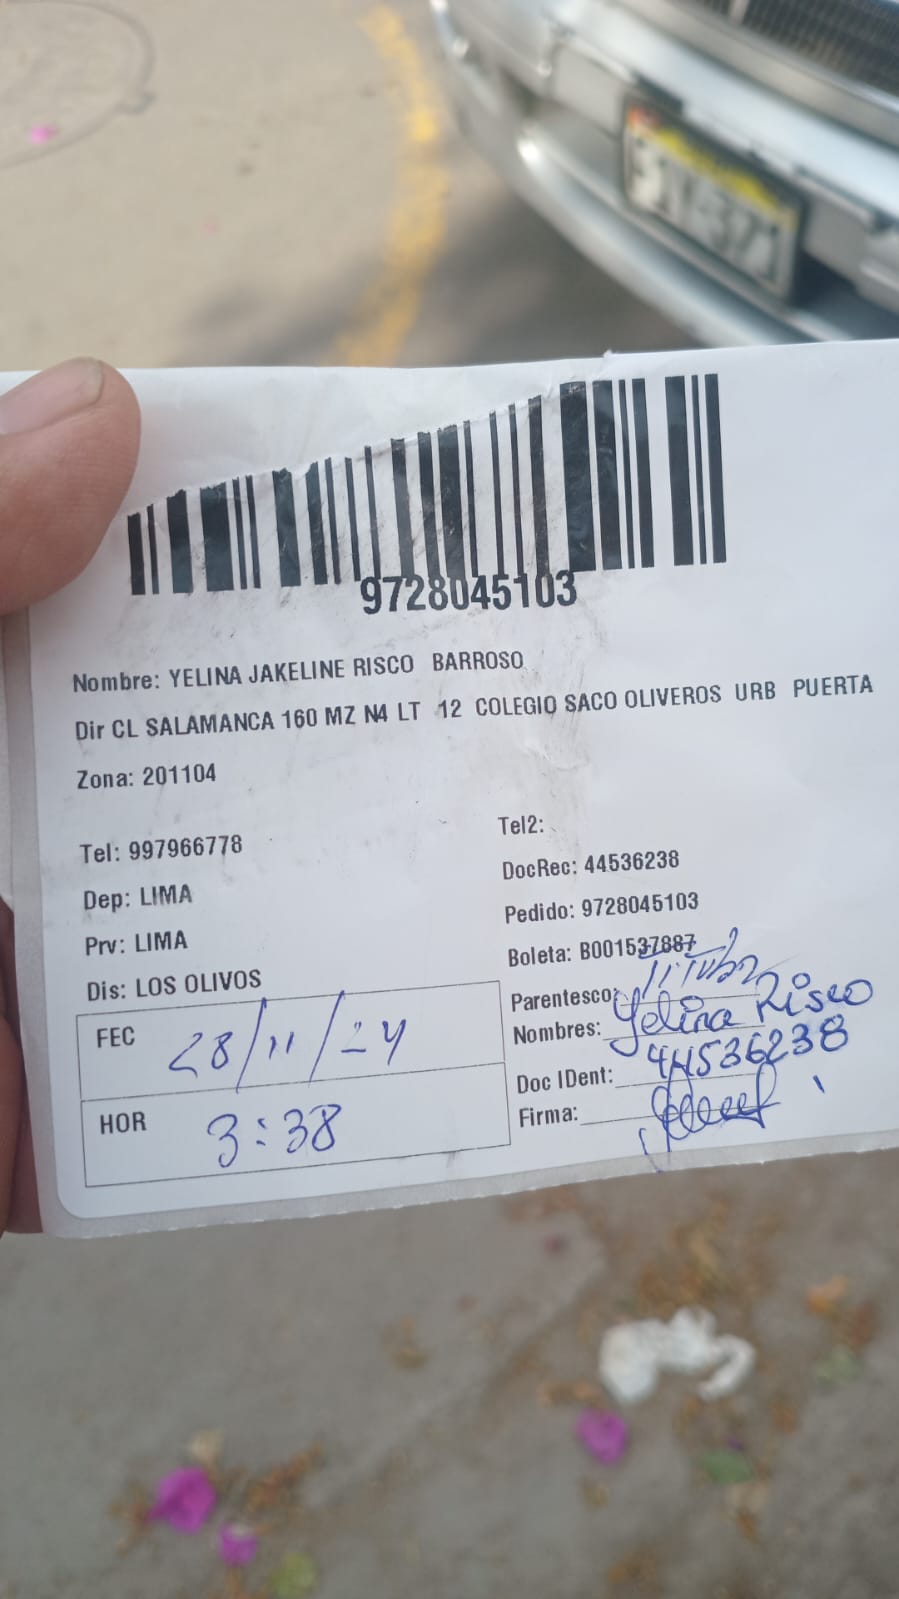 9728045103
Nombre: YELINA JAKELINE RISCO BARROSO
Dir CL SALAMANCA 160 MZ N4 LT 12 COLEGIO SACO OLIVEROS URB PUERTA
Zona: 201104
Tel: 997966778
Tel2:
Dep: LIMA
DocRec: 44536238
Prv: LIMA
Pedido: 9728045103
Dis: LOS OLIVOS
Boleta: B001537887
Parentesco:
FEC 28/11/24
Nombres: Yelina Risco
Doc IDent: 44536238
HOR 3:38
Firma: